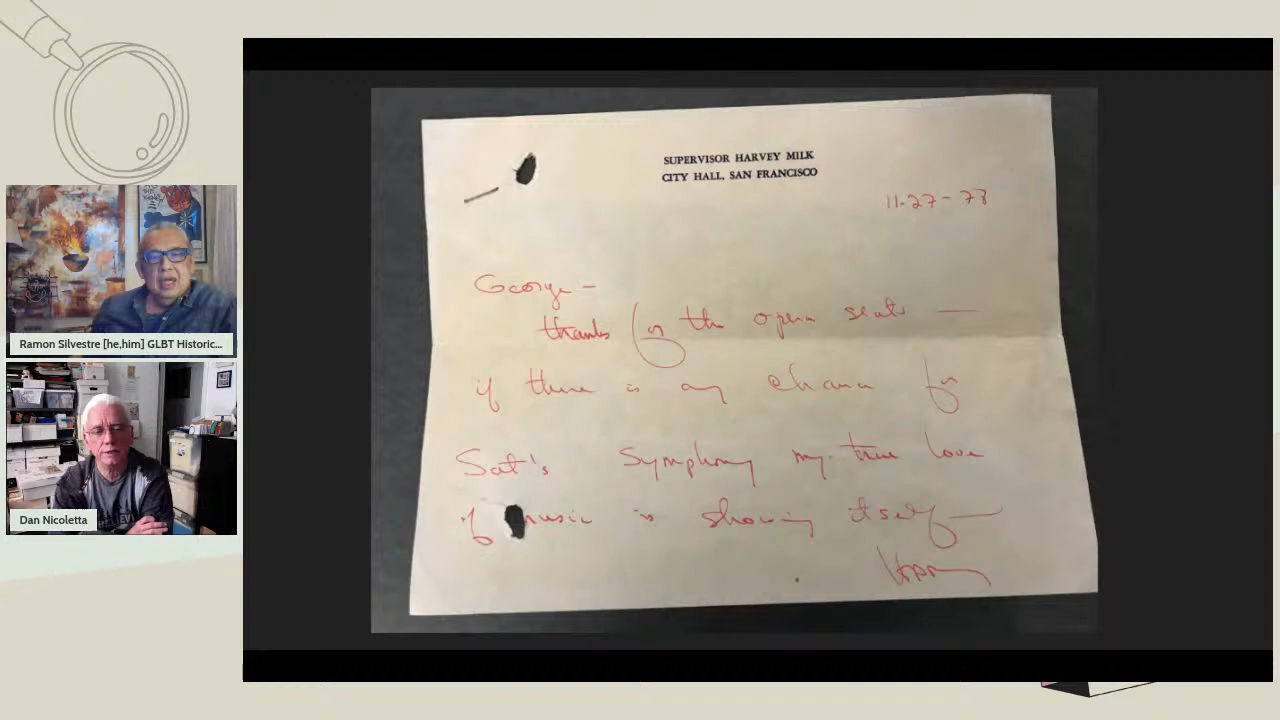 SUPERVISOR HARVEY MILK
CITY HALL, SAN FRANCISCO
11-27-78
George –
thanks for the opera seats —
if there is any chance for
Sat's Symphony my true love
of music is showing itself —
Harvey
Ramon Silvestre [he,him] GLBT Historic...
Dan Nicoletta